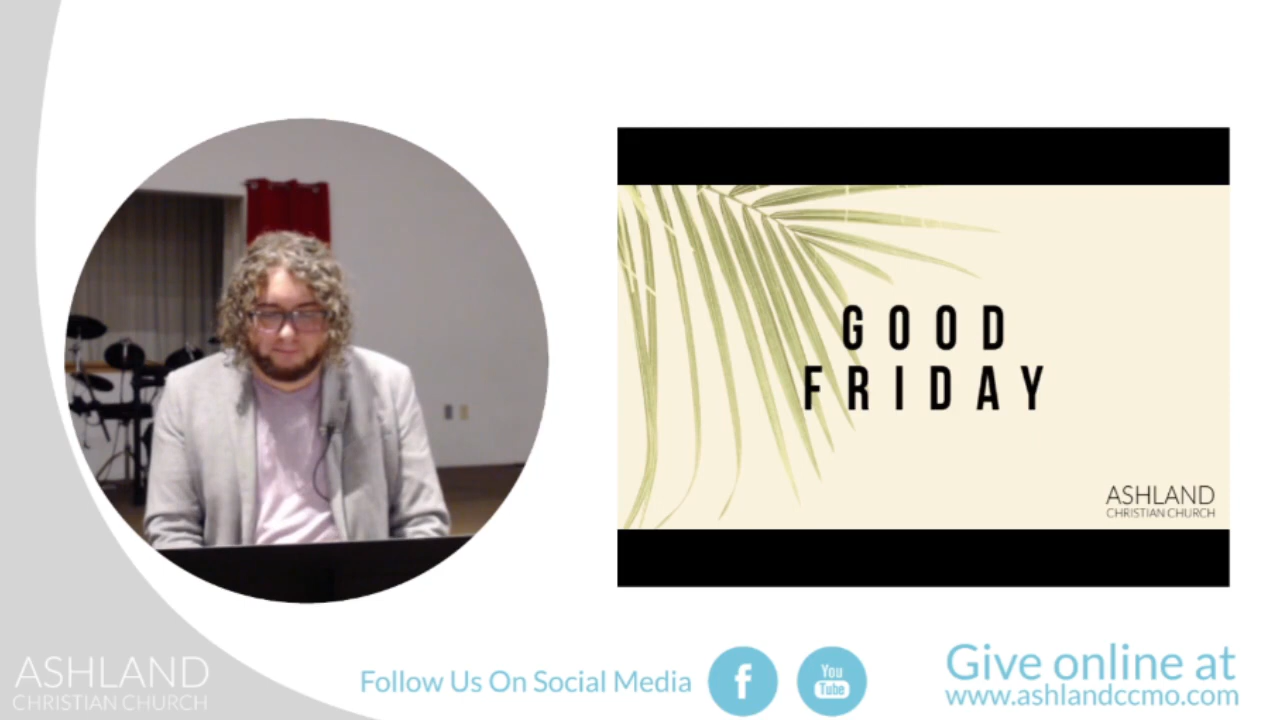 GOOD
FRIDAY
ASHLAND
CHRISTIAN CHURCH
ASHLAND
CHRISTIAN CHURCH
Follow Us On Social Media
f
You
Tube
Give online at
www.ashlandccmo.com